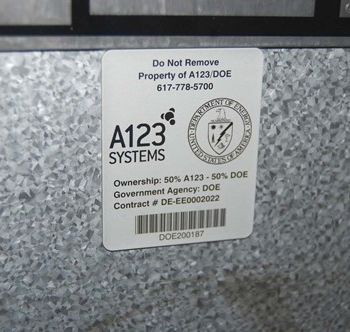 Do Not Remove
Property of A123/DOE
617-778-5700
A123
SYSTEMS
DEPARTMENT OF ENERGY
UNITED STATES OF AMERICA
Ownership: 50% A123 - 50% DOE
Government Agency: DOE
Contract # DE-EE0002022
DOE200187